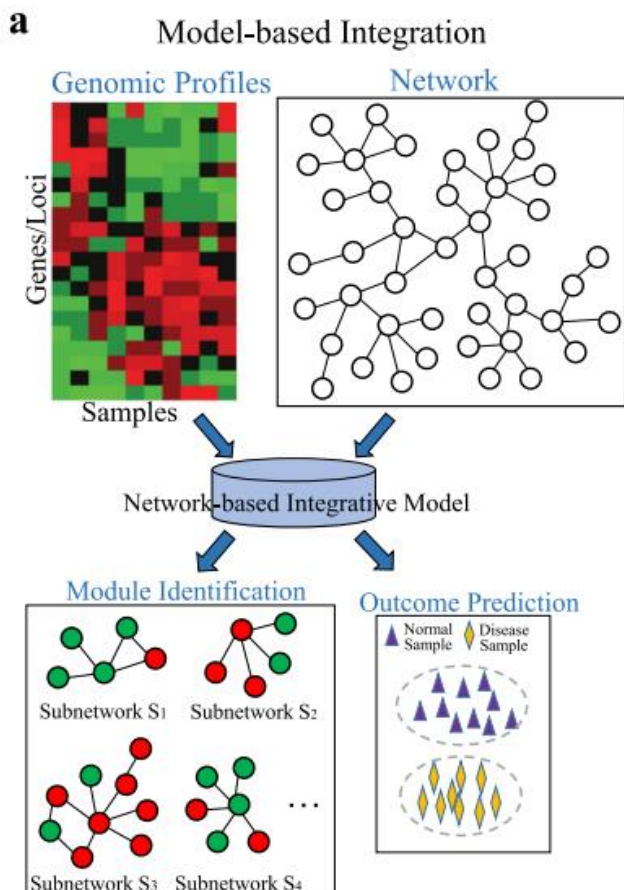 a
Model-based Integration
Genomic Profiles
Network
Genes/Loci
Samples
Network-based Integrative Model
Module Identification
Outcome Prediction
Normal
Sample
Disease
Sample
Subnetwork S1
Subnetwork S2
Subnetwork S3
Subnetwork S4
...